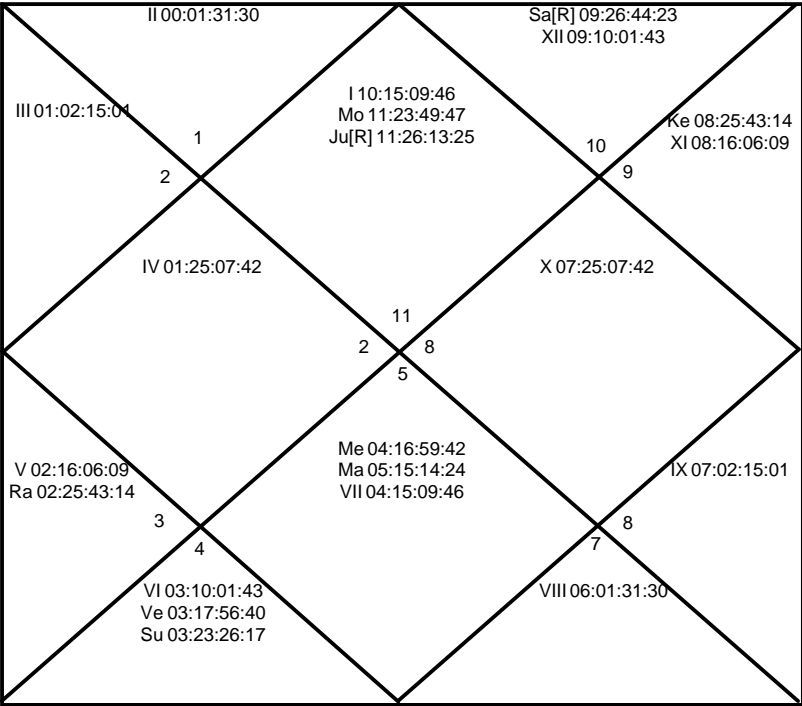 II 00:01:31:30
Sa[R] 09:26:44:23
XII 09:10:01:43
I 10:15:09:46
Mo 11:23:49:47
Ju[R] 11:26:13:25
III 01:02:15:01
Ke 08:25:43:14
XI 08:16:06:09
1
10
2
9
IV 01:25:07:42
X 07:25:07:42
11
2
8
5
Me 04:16:59:42
Ma 05:15:14:24
VII 04:15:09:46
V 02:16:06:09
Ra 02:25:43:14
IX 07:02:15:01
3
8
4
7
VI 03:10:01:43
Ve 03:17:56:40
Su 03:23:26:17
VIII 06:01:31:30